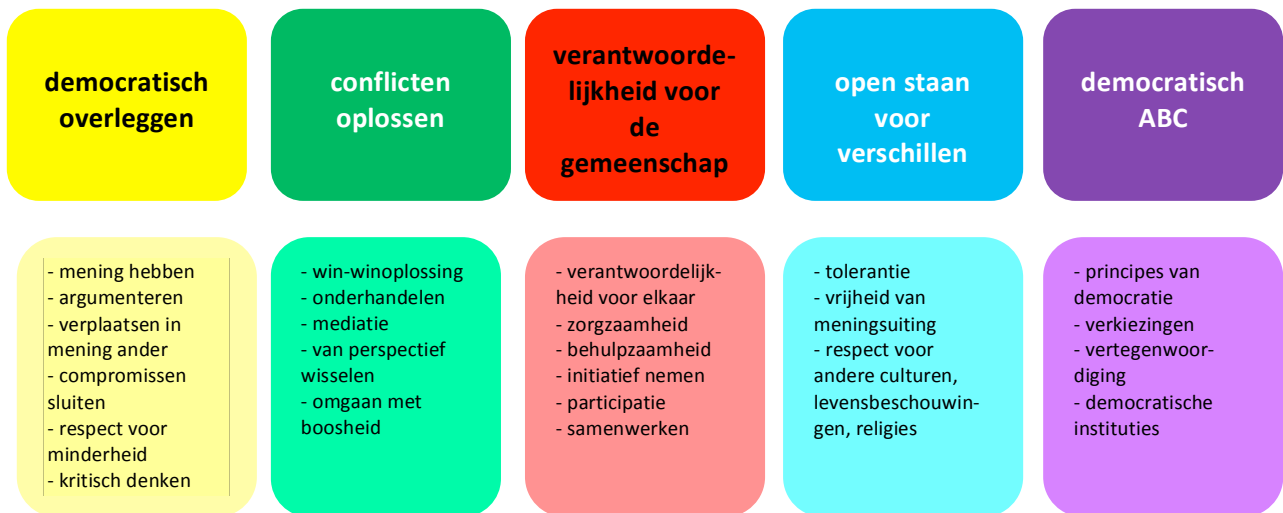 democratisch
overleggen
conflicten
oplossen
verantwoorde-
lijkheid voor
de
gemeenschap
open staan
voor
verschillen
democratisch
ABC
- mening hebben
- argumenteren
- verplaatsen in
mening ander
- compromissen
sluiten
- respect voor
minderheid
- kritisch denken
- win-winoplossing
- onderhandelen
- mediatie
- van perspectief
wisselen
- omgaan met
boosheid
- verantwoordelijk-
heid voor elkaar
- zorgzaamheid
- behulpzaamheid
- initiatief nemen
- participatie
- samenwerken
- tolerantie
- vrijheid van
meningsuiting
- respect voor
andere culturen,
levensbeschouwin-
gen, religies
- principes van
democratie
- verkiezingen
- vertegenwoor-
diging
- democratische
instituties